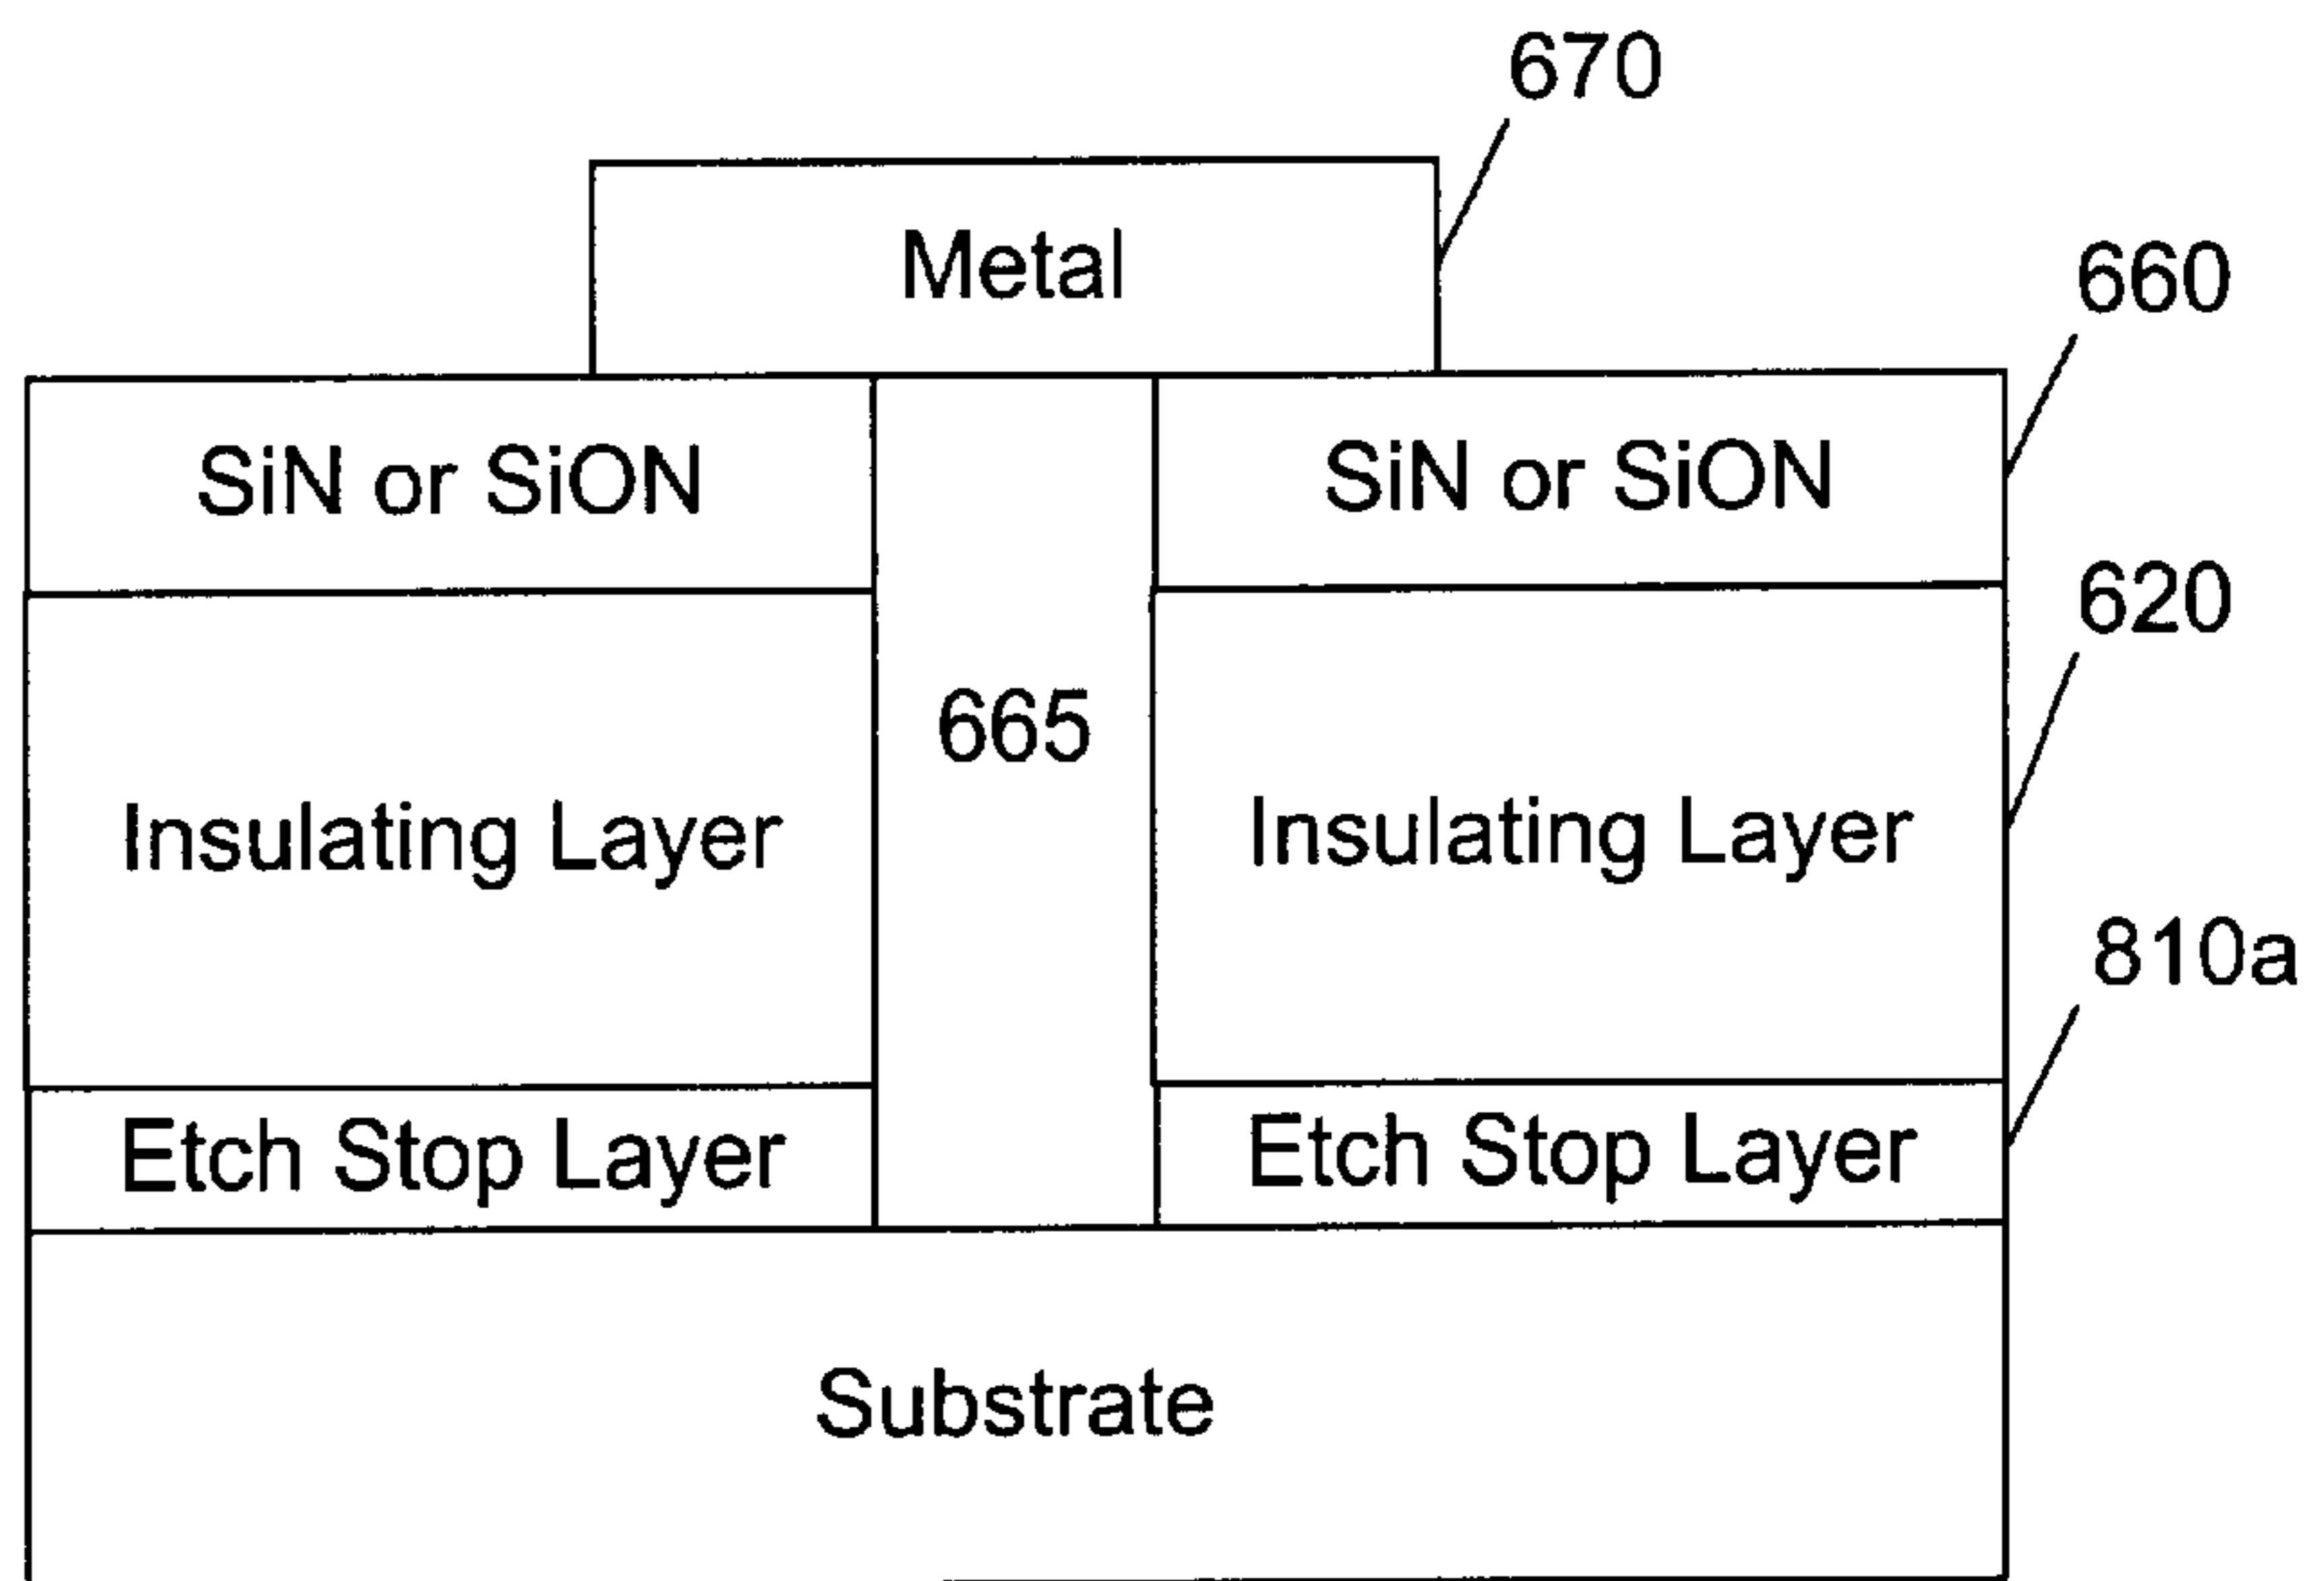 670
Metal
660
SiN or SiON SiN or SiON
620
665
Insulating Layer Insulating Layer
810a
Etch Stop Layer Etch Stop Layer
Substrate